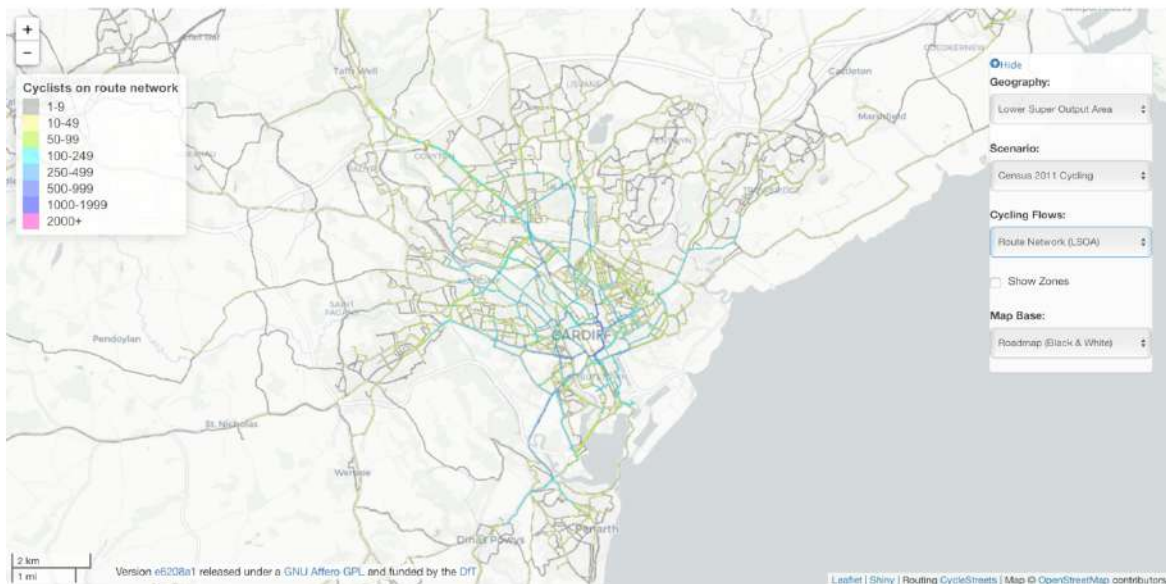 +
−
Cyclists on route network
1-9
10-49
50-99
100-249
250-499
500-999
1000-1999
2000+
Hide
Geography:
Lower Super Output Area
Scenario:
Census 2011 Cycling
Cycling Flows:
Route Network (LSOA)
Show Zones
Map Base:
Roadmap (Black & White)
Taffs Well
Castleton
Marshfield
CARDIFF
Pendoylan
St. Nicholas
Wenvoe
Penarth
Dinas Powys
2 km
1 mi
Version e6208a1 released under a GNU Affero GPL and funded by the DfT
Leaflet | Shiny | Routing CycleStreets | Map © OpenStreetMap contributors